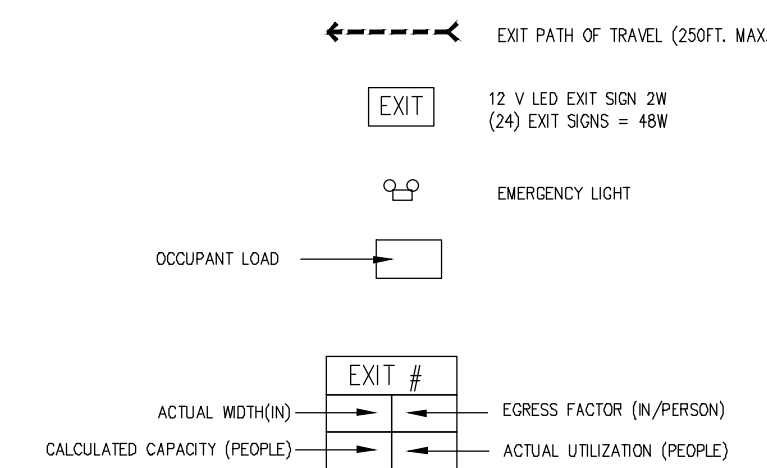 EXIT PATH OF TRAVEL (250FT. MAX.
EXIT
12 V LED EXIT SIGN 2W
(24) EXIT SIGNS = 48W
EMERGENCY LIGHT
OCCUPANT LOAD
EXIT #
ACTUAL WIDTH(IN)
EGRESS FACTOR (IN/PERSON)
CALCULATED CAPACITY (PEOPLE)
ACTUAL UTILIZATION (PEOPLE)